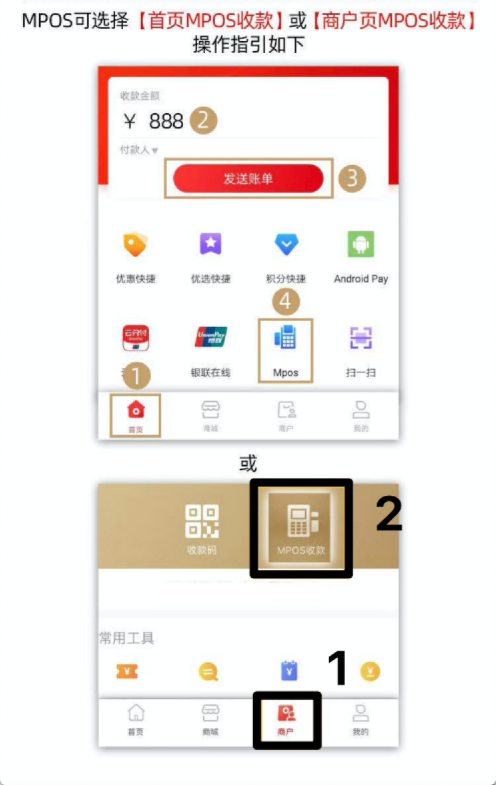 MPOS可选择【首页MPOS收款】或【商户页MPOS收款】
操作指引如下
收款金额
¥ 888 2
付款人▼
发送账单 3
优惠快捷 优选快捷 积分快捷 Android Pay
4
云闪付 UnionPay 银联
1 银联在线 Mpos 扫一扫
首页 商城 商户 我的
或
收款码 MPOS收款 2
常用工具
1
首页 商城 商户 我的